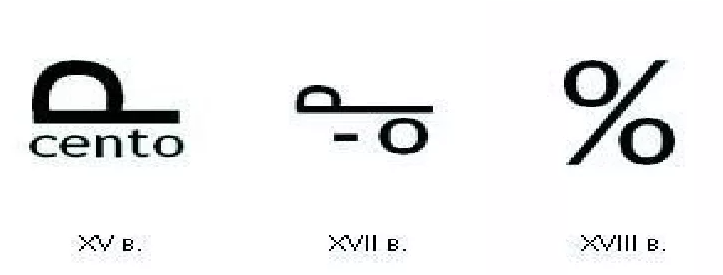 P
cento
XV в.
P
- o
XVII в.
%
XVIII в.